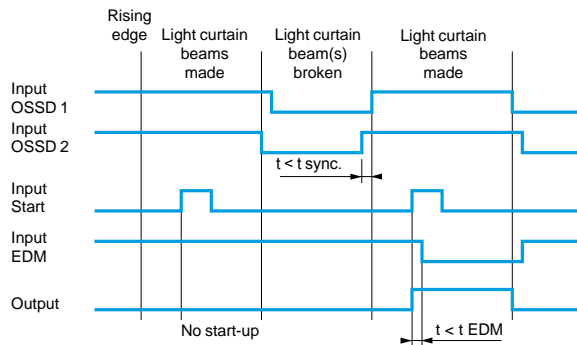 Rising
edge
Light curtain
beams
made
Light curtain
beam(s)
broken
Light curtain
beams
made
Input
OSSD 1
Input
OSSD 2
t < t sync.
Input
Start
Input
EDM
Output
No start-up
t < t EDM